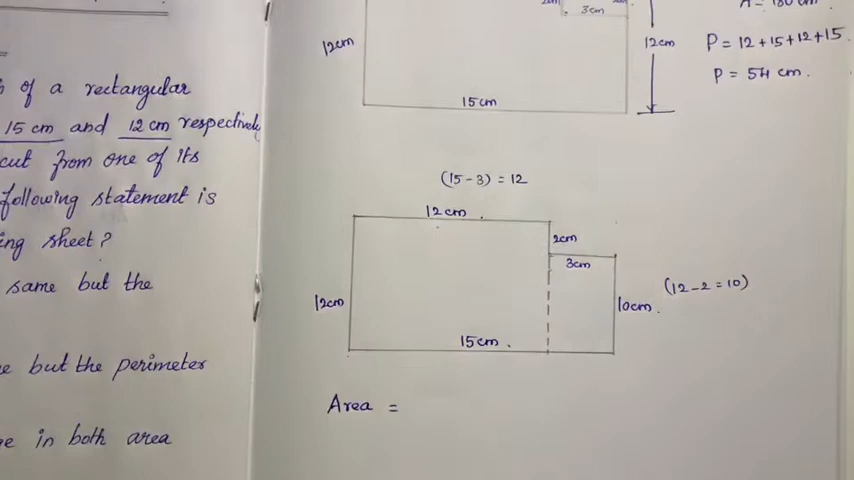 of a rectangular
15 cm and 12 cm respectively
cut from one of its
following statement is
ing sheet?
same but the
e but the perimeter
ge in both area
3cm
12cm
12cm
15cm
P = 12+15+12+15
P = 54 cm.
(15-3) = 12
12cm
2cm
3cm
12cm
10cm.
(12-2=10)
15cm.
Area =